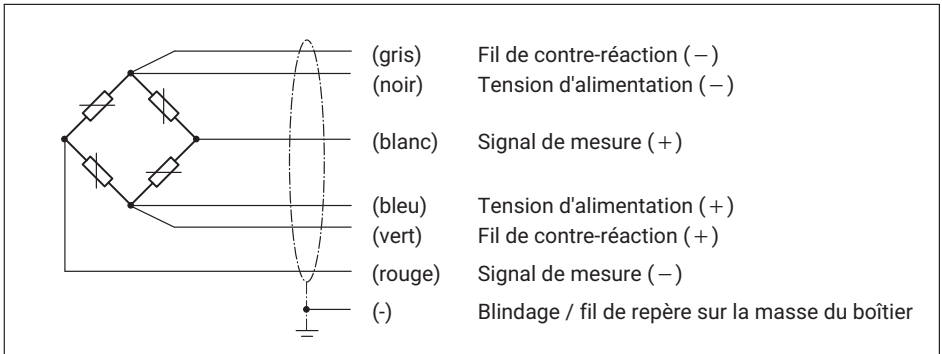 (gris) Fil de contre-réaction (−)
(noir) Tension d'alimentation (−)
(blanc) Signal de mesure (+)
(bleu) Tension d'alimentation (+)
(vert) Fil de contre-réaction (+)
(rouge) Signal de mesure (−)
(-) Blindage / fil de repère sur la masse du boîtier